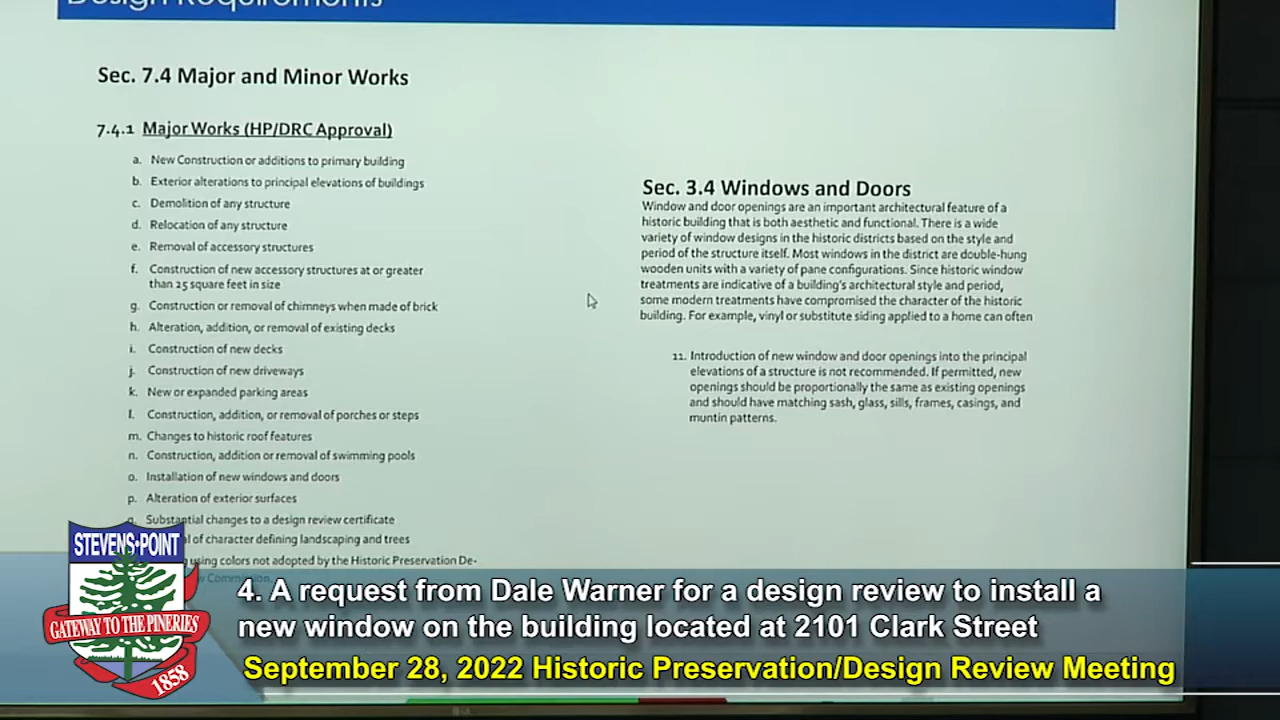 Design Requirements
Sec. 7.4 Major and Minor Works
7.4.1 Major Works (HP/DRC Approval)
a. New Construction or additions to primary building
b. Exterior alterations to principal elevations of buildings
c. Demolition of any structure
d. Relocation of any structure
e. Removal of accessory structures
f. Construction of new accessory structures at or greater
than 25 square feet in size
g. Construction or removal of chimneys when made of brick
h. Alteration, addition, or removal of existing decks
i. Construction of new decks
j. Construction of new driveways
k. New or expanded parking areas
l. Construction, addition, or removal of porches or steps
m. Changes to historic roof features
n. Construction, addition or removal of swimming pools
o. Installation of new windows and doors
p. Alteration of exterior surfaces
q. Substantial changes to a design review certificate
of character defining landscaping and trees
using colors not adopted by the Historic Preservation De-
Commission
Sec. 3.4 Windows and Doors
Window and door openings are an important architectural feature of a
historic building that is both aesthetic and functional. There is a wide
variety of window designs in the historic districts based on the style and
period of the structure itself. Most windows in the district are double-hung
wooden units with a variety of pane configurations. Since historic window
treatments are indicative of a building's architectural style and period,
some modern treatments have compromised the character of the historic
building. For example, vinyl or substitute siding applied to a home can often
11. Introduction of new window and door openings into the principal
elevations of a structure is not recommended. If permitted, new
openings should be proportionally the same as existing openings
and should have matching sash, glass, sills, frames, casings, and
muntin patterns.
STEVENS•POINT
GATEWAY TO THE PINERIES
1858
4. A request from Dale Warner for a design review to install a
new window on the building located at 2101 Clark Street
September 28, 2022 Historic Preservation/Design Review Meeting